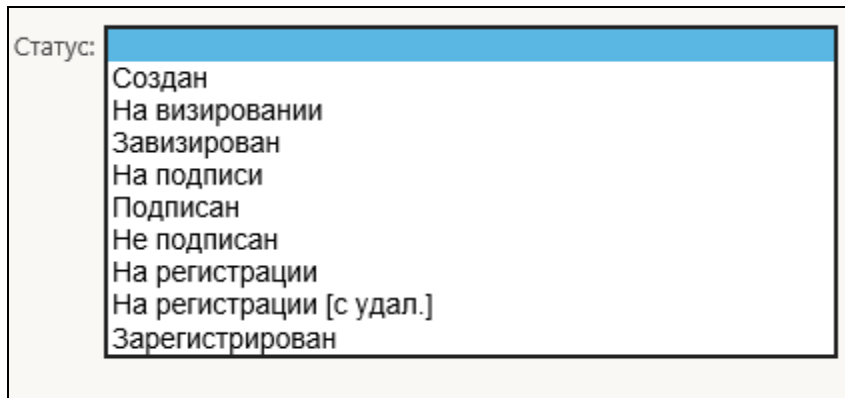 Статус:
Создан
На визировании
Завизирован
На подписи
Подписан
Не подписан
На регистрации
На регистрации [с удал.]
Зарегистрирован